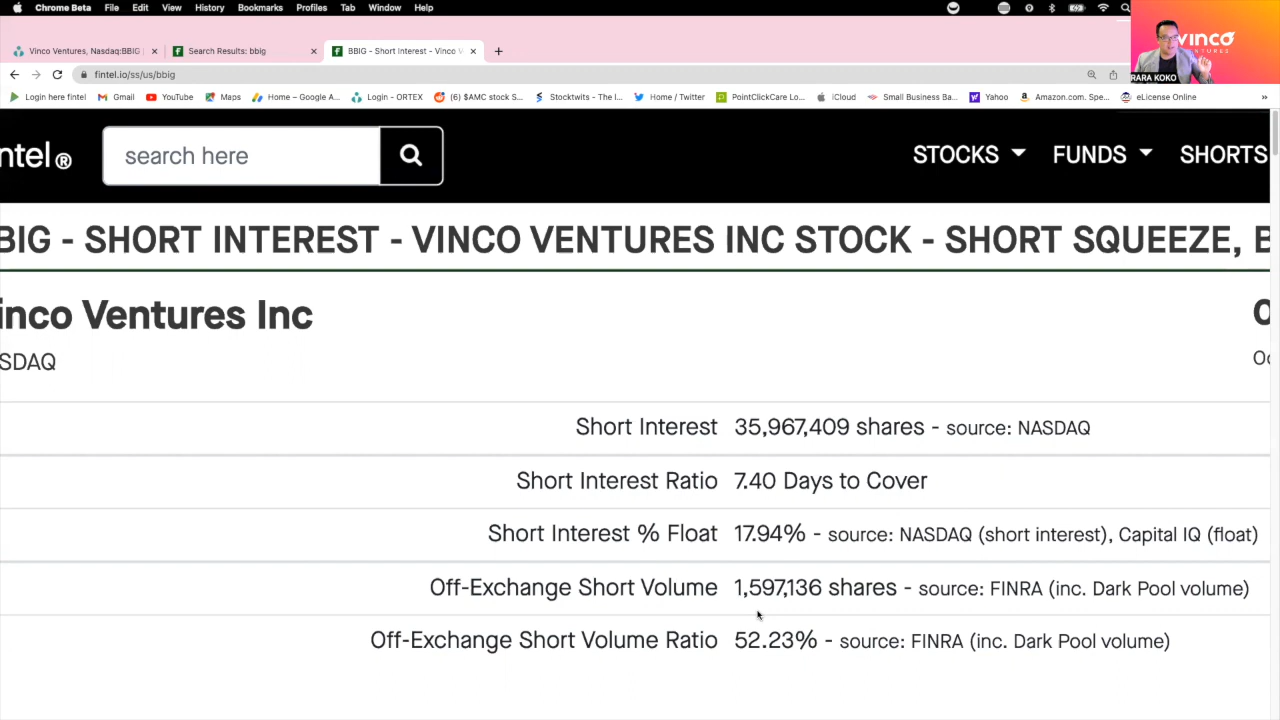 Chrome Beta File Edit View History Bookmarks Profiles Tab Window Help
Vinco Ventures, Nasdaq:BBIG Search Results: bbig BBIG - Short Interest - Vinco V
fintel.io/ss/us/bbig
Login here fintel Gmail YouTube Maps Home – Google A... Login - ORTEX (6) $AMC stock S... Stocktwits - The l... Home / Twitter PointClickCare Lo... iCloud Small Business Ba... Yahoo Amazon.com. Spe... eLicense Online »
VINCO
VENTURES
RARA KOKO
ntel® search here STOCKS FUNDS SHORTS
BIG - SHORT INTEREST - VINCO VENTURES INC STOCK - SHORT SQUEEZE, B
inco Ventures Inc
SDAQ
Short Interest 35,967,409 shares - source: NASDAQ
Short Interest Ratio 7.40 Days to Cover
Short Interest % Float 17.94% - source: NASDAQ (short interest), Capital IQ (float)
Off-Exchange Short Volume 1,597,136 shares - source: FINRA (inc. Dark Pool volume)
Off-Exchange Short Volume Ratio 52.23% - source: FINRA (inc. Dark Pool volume)